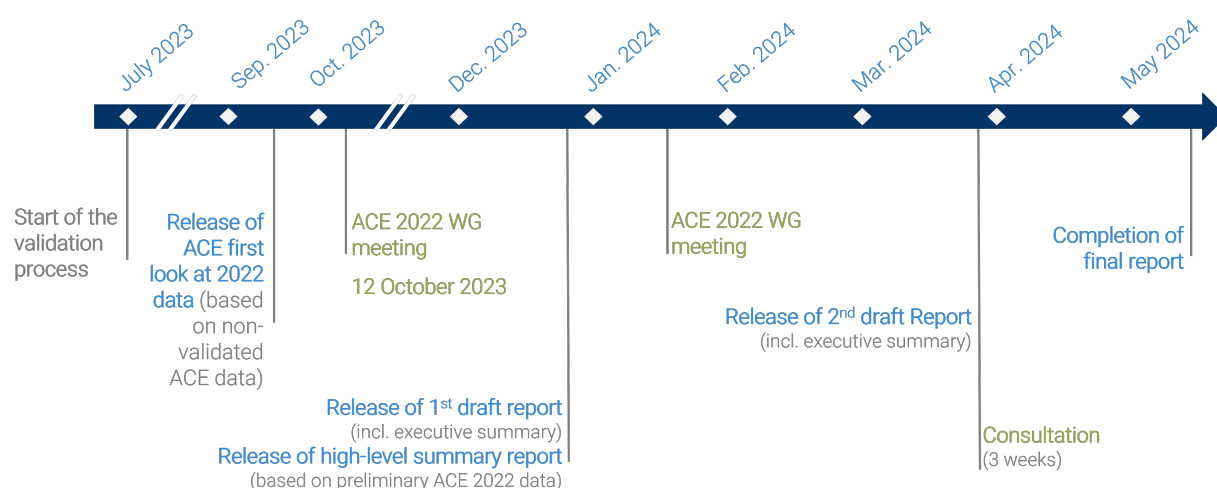 July 2023
Sep. 2023
Oct. 2023
Dec. 2023
Jan. 2024
Feb. 2024
Mar. 2024
Apr. 2024
May 2024
Start of the
validation
process
Release of
ACE first
look at 2022
data (based
on non-
validated
ACE data)
ACE 2022 WG
meeting
12 October 2023
Release of 1st draft report
(incl. executive summary)
Release of high-level summary report
(based on preliminary ACE 2022 data)
ACE 2022 WG
meeting
Release of 2nd draft Report
(incl. executive summary)
Consultation
(3 weeks)
Completion of
final report